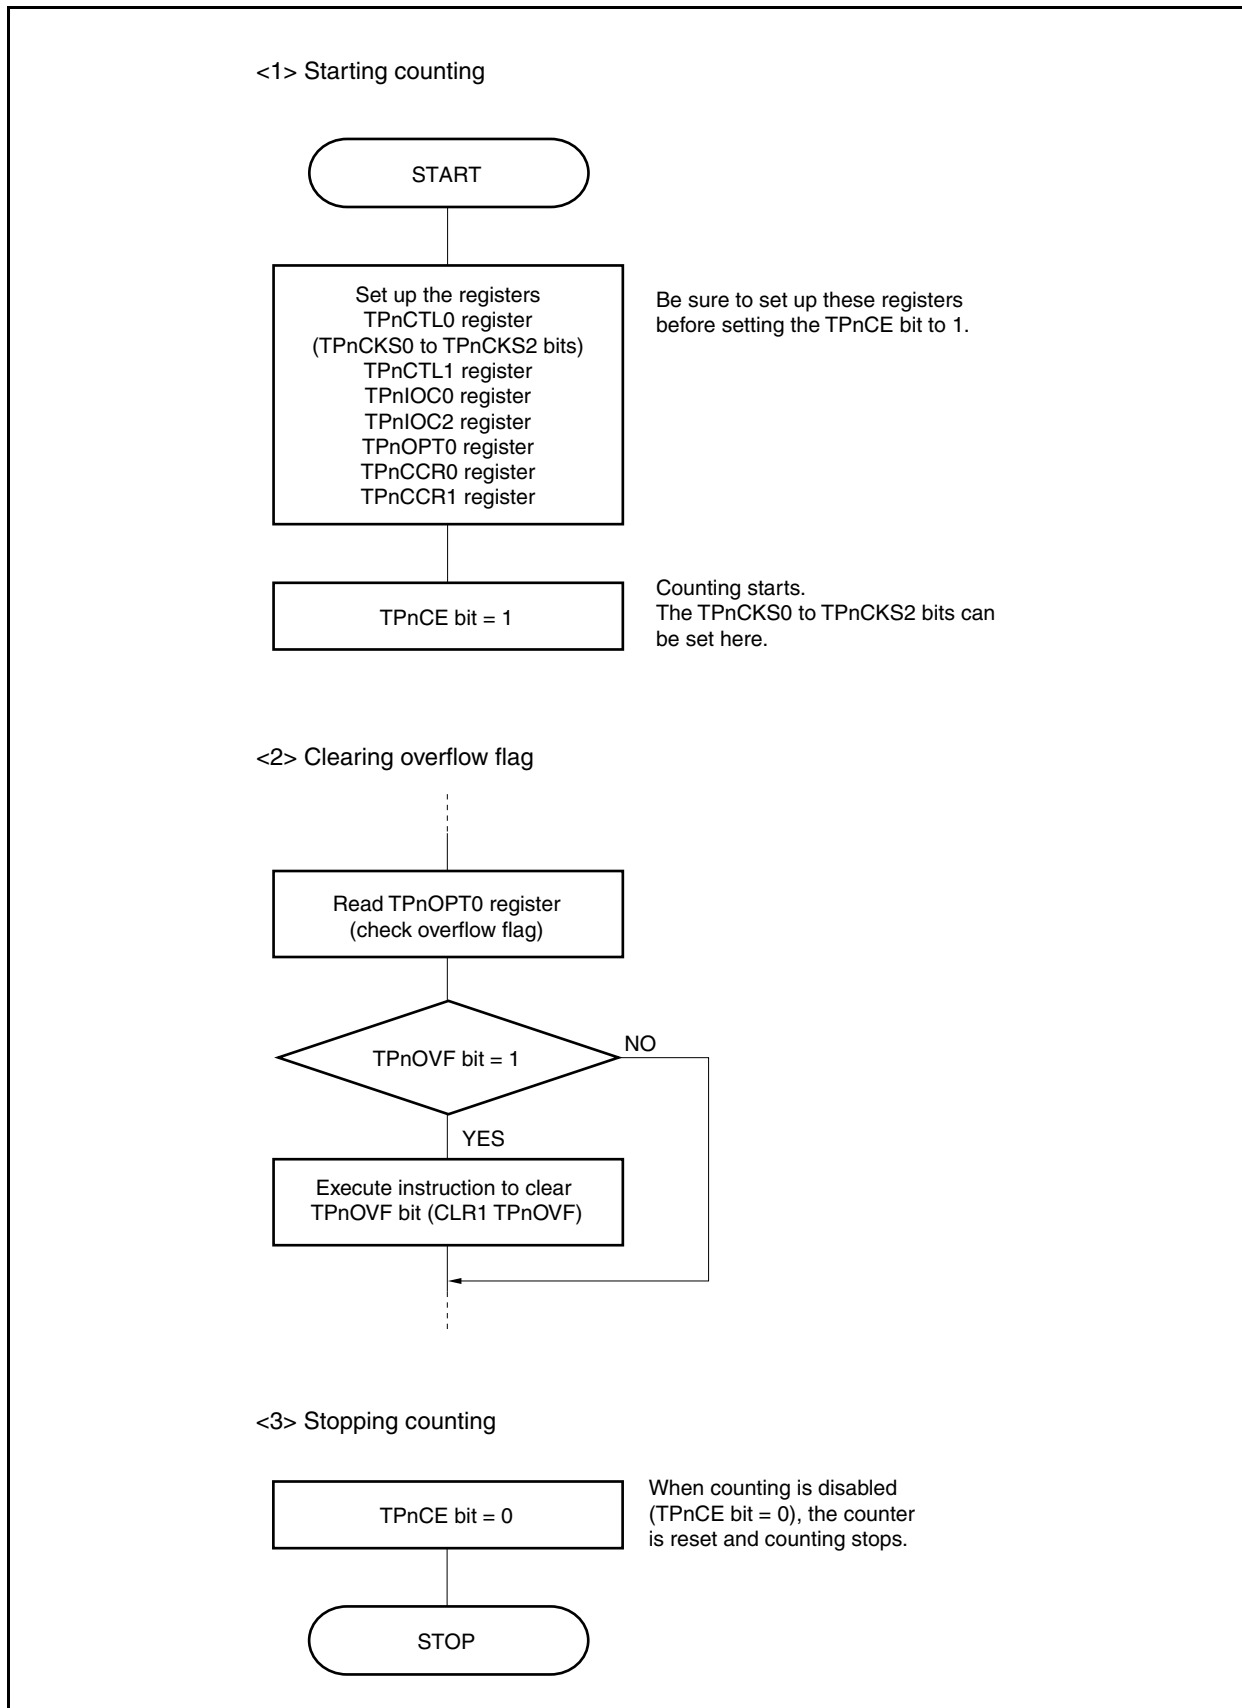 <1> Starting counting
START
Set up the registers
TPnCTL0 register
(TPnCKS0 to TPnCKS2 bits)
TPnCTL1 register
TPnIOC0 register
TPnIOC2 register
TPnOPT0 register
TPnCCR0 register
TPnCCR1 register
Be sure to set up these registers
before setting the TPnCE bit to 1.
TPnCE bit = 1
Counting starts.
The TPnCKS0 to TPnCKS2 bits can
be set here.
<2> Clearing overflow flag
Read TPnOPT0 register
(check overflow flag)
TPnOVF bit = 1
NO
YES
Execute instruction to clear
TPnOVF bit (CLR1 TPnOVF)
<3> Stopping counting
TPnCE bit = 0
When counting is disabled
(TPnCE bit = 0), the counter
is reset and counting stops.
STOP